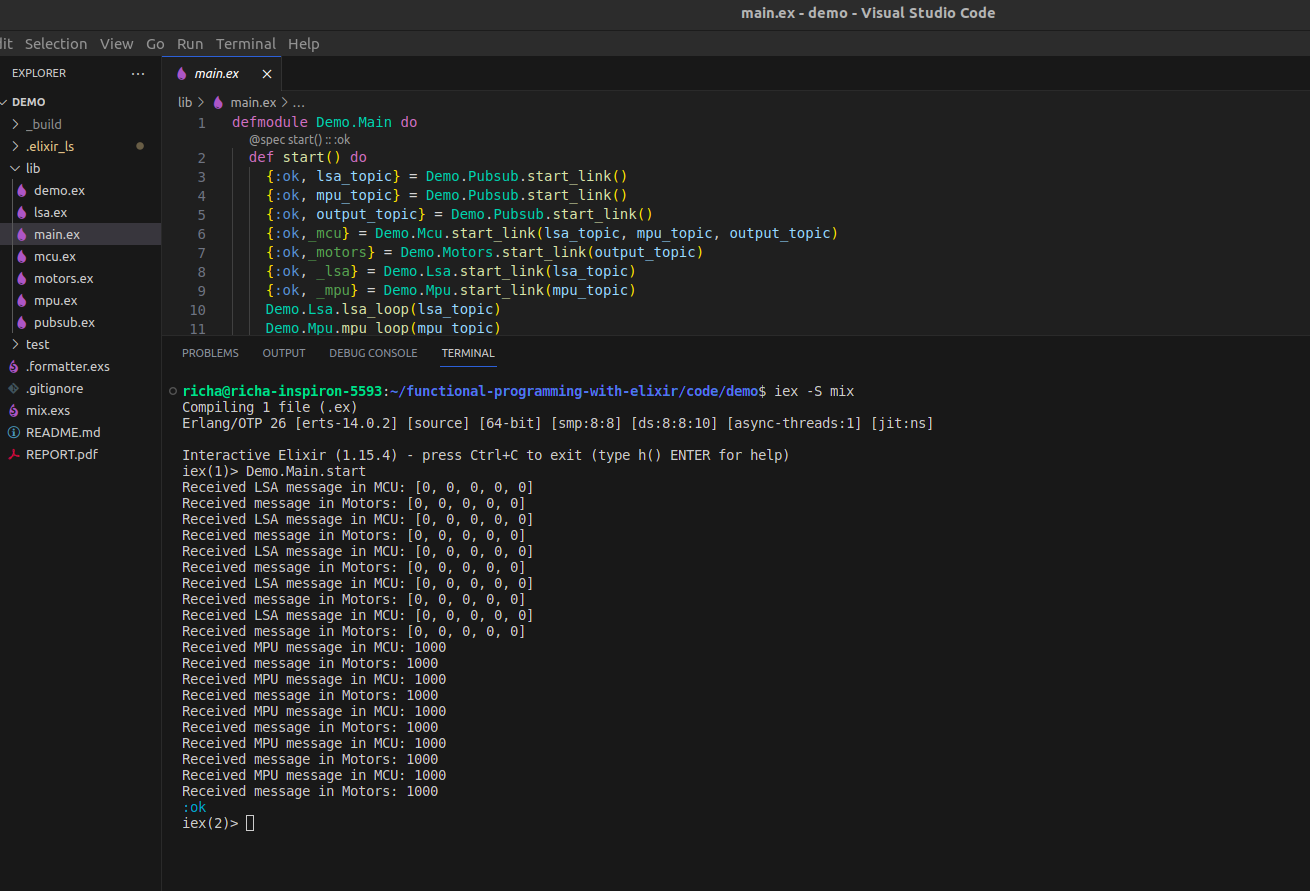 main.ex - demo - Visual Studio Code
dit Selection View Go Run Terminal Help
EXPLORER ...
DEMO
_build
.elixir_ls
lib
demo.ex
lsa.ex
main.ex
mcu.ex
motors.ex
mpu.ex
pubsub.ex
test
.formatter.exs
.gitignore
mix.exs
README.md
REPORT.pdf
main.ex
lib > main.ex > ...
1 defmodule Demo.Main do
@spec start() :: :ok
2 def start() do
3 {:ok, lsa_topic} = Demo.Pubsub.start_link()
4 {:ok, mpu_topic} = Demo.Pubsub.start_link()
5 {:ok, output_topic} = Demo.Pubsub.start_link()
6 {:ok,_mcu} = Demo.Mcu.start_link(lsa_topic, mpu_topic, output_topic)
7 {:ok,_motors} = Demo.Motors.start_link(output_topic)
8 {:ok, _lsa} = Demo.Lsa.start_link(lsa_topic)
9 {:ok, _mpu} = Demo.Mpu.start_link(mpu_topic)
10 Demo.Lsa.lsa_loop(lsa_topic)
11 Demo.Mpu.mpu_loop(mpu_topic)
PROBLEMS OUTPUT DEBUG CONSOLE TERMINAL
richa@richa-inspiron-5593:~/functional-programming-with-elixir/code/demo$ iex -S mix
Compiling 1 file (.ex)
Erlang/OTP 26 [erts-14.0.2] [source] [64-bit] [smp:8:8] [ds:8:8:10] [async-threads:1] [jit:ns]
Interactive Elixir (1.15.4) - press Ctrl+C to exit (type h() ENTER for help)
iex(1)> Demo.Main.start
Received LSA message in MCU: [0, 0, 0, 0, 0]
Received message in Motors: [0, 0, 0, 0, 0]
Received LSA message in MCU: [0, 0, 0, 0, 0]
Received message in Motors: [0, 0, 0, 0, 0]
Received LSA message in MCU: [0, 0, 0, 0, 0]
Received message in Motors: [0, 0, 0, 0, 0]
Received LSA message in MCU: [0, 0, 0, 0, 0]
Received message in Motors: [0, 0, 0, 0, 0]
Received LSA message in MCU: [0, 0, 0, 0, 0]
Received message in Motors: [0, 0, 0, 0, 0]
Received MPU message in MCU: 1000
Received message in Motors: 1000
Received MPU message in MCU: 1000
Received message in Motors: 1000
Received MPU message in MCU: 1000
Received message in Motors: 1000
Received MPU message in MCU: 1000
Received message in Motors: 1000
Received MPU message in MCU: 1000
Received message in Motors: 1000
:ok
iex(2)>